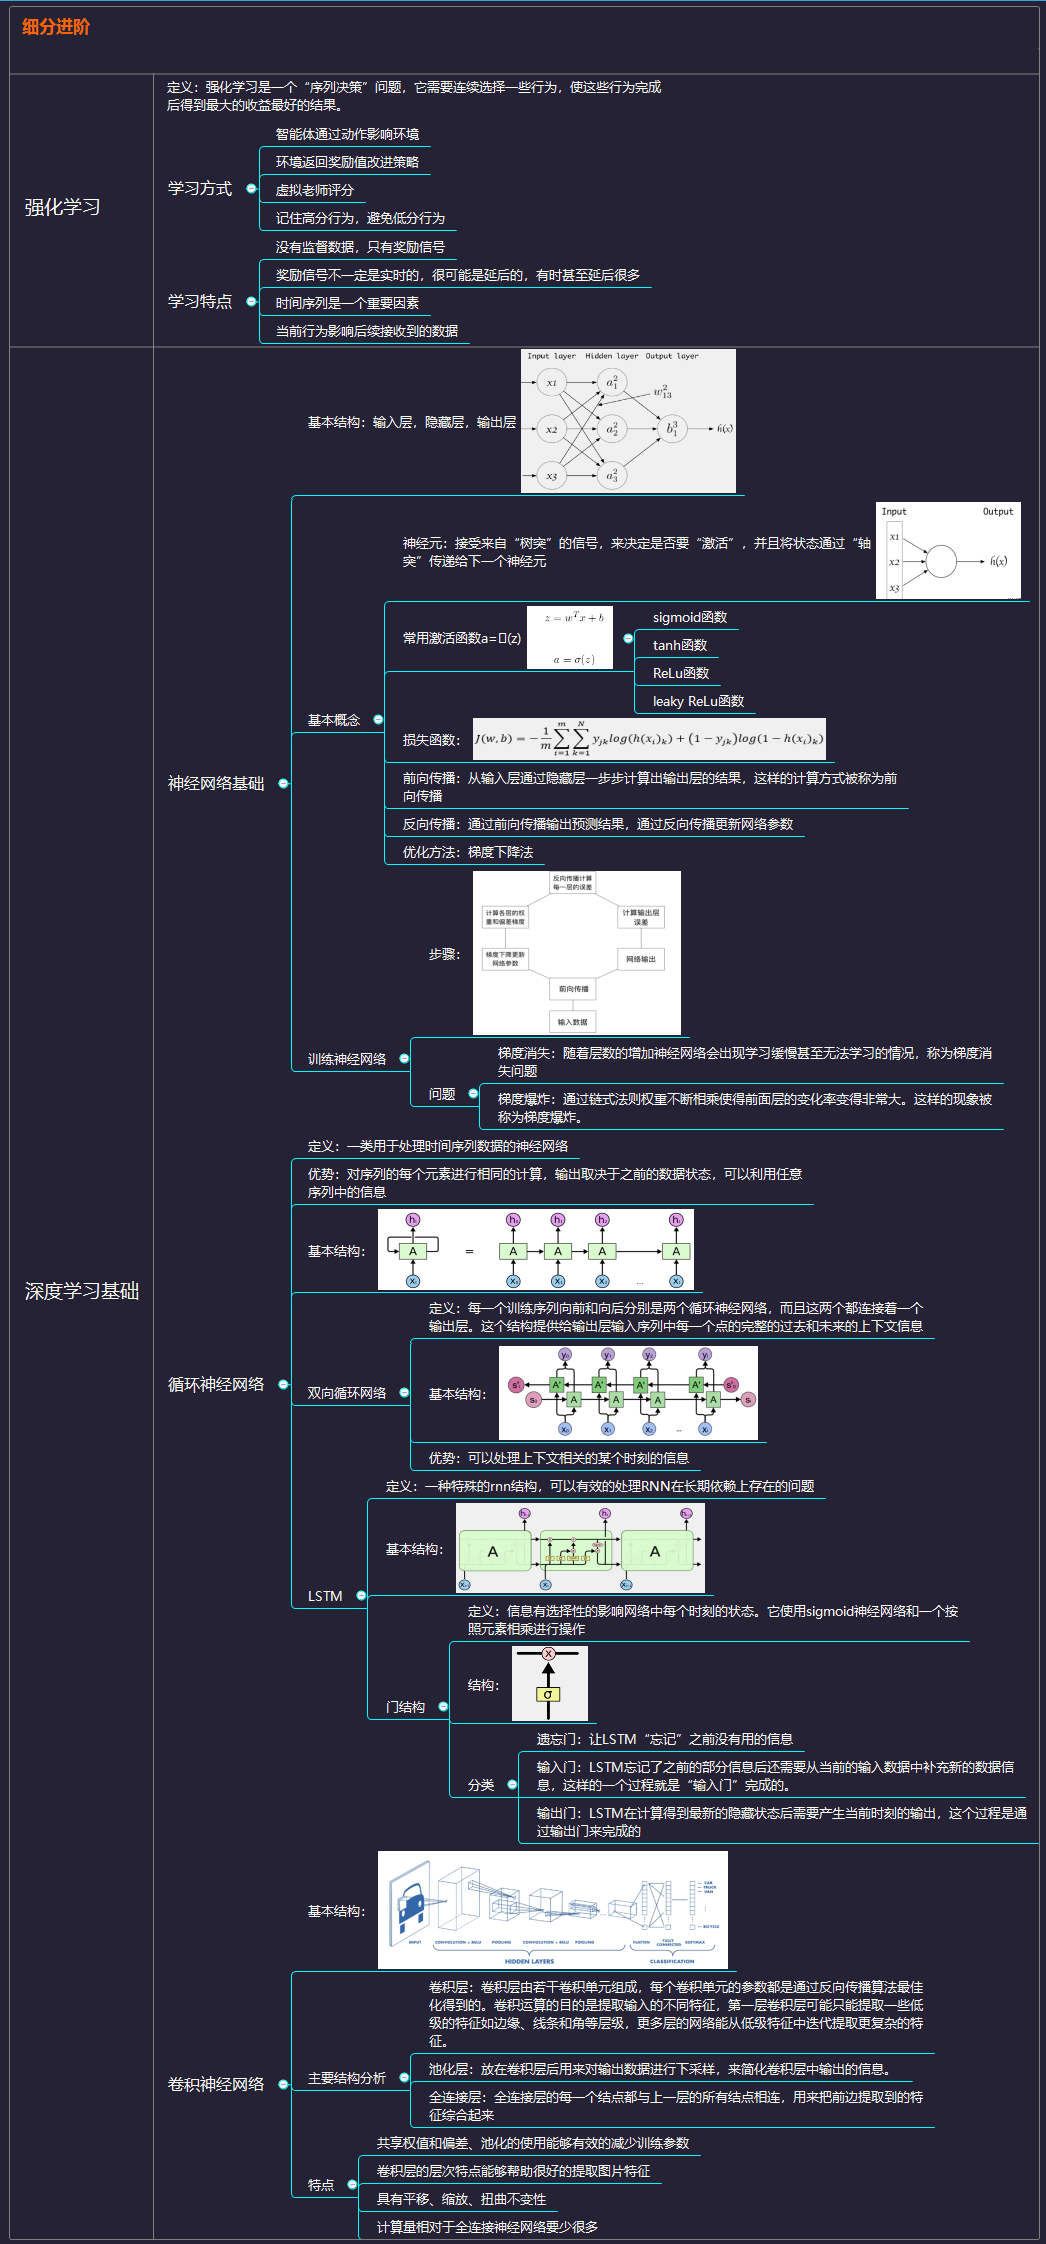 细分进阶
强化学习
定义：强化学习是一个“序列决策”问题，它需要连续选择一些行为，使这些行为完成
后得到最大的收益最好的结果。
学习方式
智能体通过动作影响环境
环境返回奖励值改进策略
虚拟老师评分
记住高分行为，避免低分行为
学习特点
没有监督数据，只有奖励信号
奖励信号不一定是实时的，很可能是延后的，有时甚至延后很多
时间序列是一个重要因素
当前行为影响后续接收到的数据
深度学习基础
神经网络基础
基本结构：输入层，隐藏层，输出层
Input layer Hidden layer Output layer
x1
x2
x3
a₁²
a₂²
a₃²
w₁₃²
b₁³
h(x)
基本概念
神经元：接受来自“树突”的信号，来决定是否要“激活”，并且将状态通过“轴
突”传递给下一个神经元
Input Output
x1
x2
x3
h(x)
常用激活函数a=▯(z)
z = wᵀx + b
a = σ(z)
sigmoid函数
tanh函数
ReLu函数
leaky ReLu函数
损失函数：
J(w,b) = −1/m ∑_{i=1}^{m} ∑_{k=1}^{N} y_{jk}log(h(x_i)_k) + (1 − y_{jk})log(1 − h(x_i)_k)
前向传播：从输入层通过隐藏层一步步计算出输出层的结果，这样的计算方式被称为前
向传播
反向传播：通过前向传播输出预测结果，通过反向传播更新网络参数
优化方法：梯度下降法
训练神经网络
步骤：
反向传播计算
每一层的误差
计算各层的权
重和偏差梯度
计算输出层
误差
梯度下降更新
网络参数
网络输出
前向传播
输入数据
问题
梯度消失：随着层数的增加神经网络会出现学习缓慢甚至无法学习的情况，称为梯度消
失问题
梯度爆炸：通过链式法则权重不断相乘使得前面层的变化率变得非常大。这样的现象被
称为梯度爆炸。
循环神经网络
定义：一类用于处理时间序列数据的神经网络
优势：对序列的每个元素进行相同的计算，输出取决于之前的数据状态，可以利用任意
序列中的信息
基本结构：
A = A A A A
...
双向循环网络
定义：每一个训练序列向前和向后分别是两个循环神经网络，而且这两个都连接着一个
输出层。这个结构提供给输出层输入序列中每一个点的完整的过去和未来的上下文信息
基本结构：
y₀ y₁ y₂ yᵢ
A' A' A' A'
A A A A
x₀ x₁ x₂ ... xᵢ
优势：可以处理上下文相关的某个时刻的信息
LSTM
定义：一种特殊的rnn结构，可以有效的处理RNN在长期依赖上存在的问题
基本结构：
A A
门结构
定义：信息有选择性的影响网络中每个时刻的状态。它使用sigmoid神经网络和一个按
照元素相乘进行操作
结构：
x
σ
分类
遗忘门：让LSTM“忘记”之前没有用的信息
输入门：LSTM忘记了之前的部分信息后还需要从当前的输入数据中补充新的数据信
息，这样的一个过程就是“输入门”完成的。
输出门：LSTM在计算得到最新的隐藏状态后需要产生当前时刻的输出，这个过程是通
过输出门来完成的
卷积神经网络
基本结构：
CAR
TRUCK
VAN
BICYCLE
INPUT CONVOLUTION + RELU POOLING CONVOLUTION + RELU POOLING FLATTEN FULLY CONNECTED SOFTMAX
HIDDEN LAYERS CLASSIFICATION
主要结构分析
卷积层：卷积层由若干卷积单元组成，每个卷积单元的参数都是通过反向传播算法最佳
化得到的。卷积运算的目的是提取输入的不同特征，第一层卷积层可能只能提取一些低
级的特征如边缘、线条和角等层级，更多层的网络能从低级特征中迭代提取更复杂的特
征。
池化层：放在卷积层后用来对输出数据进行下采样，来简化卷积层中输出的信息。
全连接层：全连接层的每一个结点都与上一层的所有结点相连，用来把前边提取到的特
征综合起来
特点
共享权值和偏差、池化的使用能够有效的减少训练参数
卷积层的层次特点能够帮助很好的提取图片特征
具有平移、缩放、扭曲不变性
计算量相对于全连接神经网络要少很多